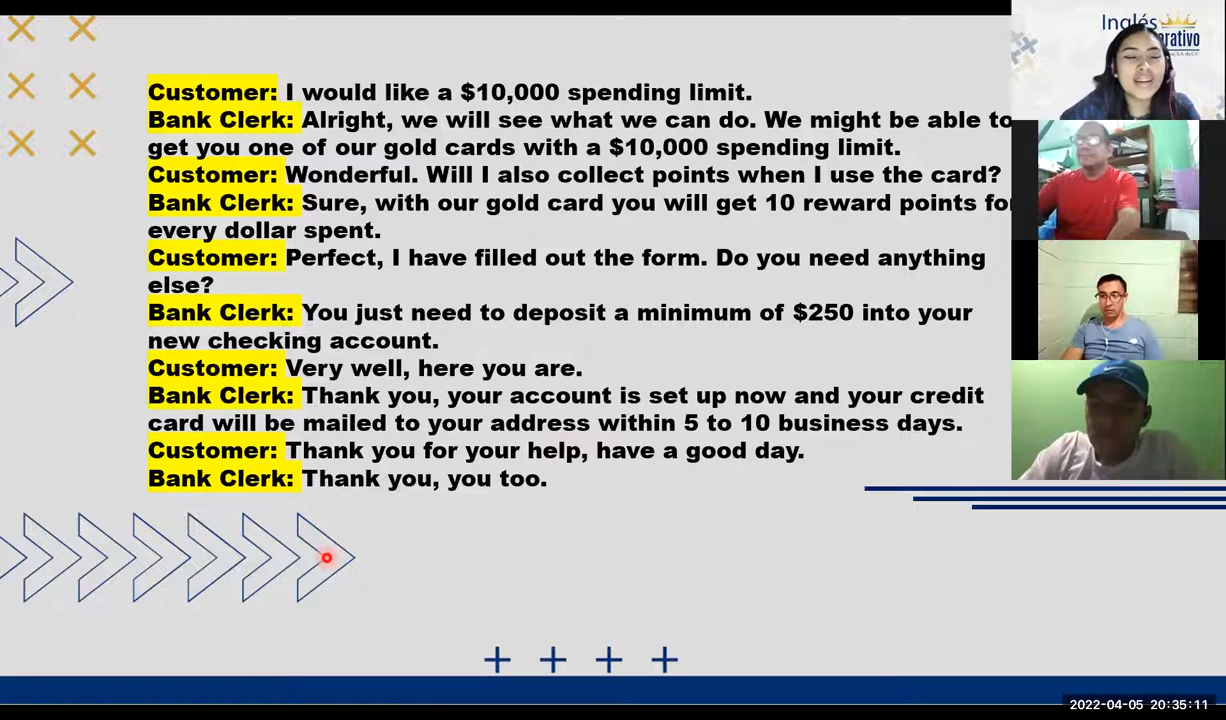 Customer: I would like a $10,000 spending limit.
Bank Clerk: Alright, we will see what we can do. We might be able to
get you one of our gold cards with a $10,000 spending limit.
Customer: Wonderful. Will I also collect points when I use the card?
Bank Clerk: Sure, with our gold card you will get 10 reward points for
every dollar spent.
Customer: Perfect, I have filled out the form. Do you need anything
else?
Bank Clerk: You just need to deposit a minimum of $250 into your
new checking account.
Customer: Very well, here you are.
Bank Clerk: Thank you, your account is set up now and your credit
card will be mailed to your address within 5 to 10 business days.
Customer: Thank you for your help, have a good day.
Bank Clerk: Thank you, you too.
Inglés
2022-04-05 20:35:11